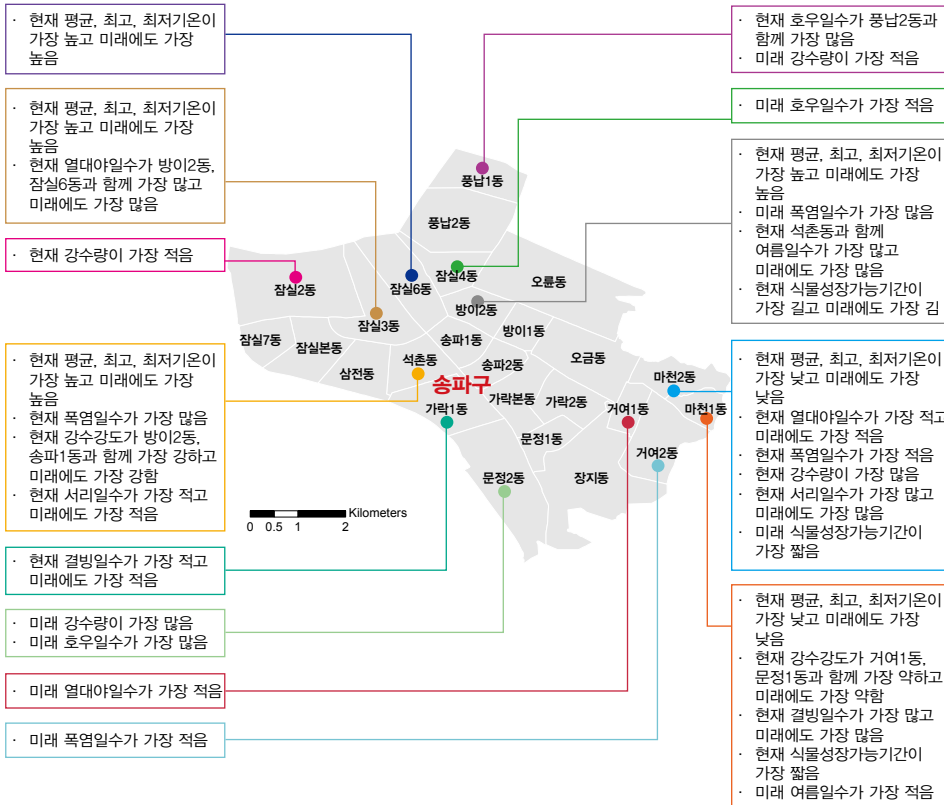 · 현재 평균, 최고, 최저기온이
가장 높고 미래에도 가장
높음
· 현재 평균, 최고, 최저기온이
가장 높고 미래에도 가장
높음
· 현재 열대야일수가 방이2동,
잠실6동과 함께 가장 많고
미래에도 가장 많음
· 현재 강수량이 가장 적음
· 현재 평균, 최고, 최저기온이
가장 높고 미래에도 가장
높음
· 현재 폭염일수가 가장 많음
· 현재 강수강도가 방이2동,
송파1동과 함께 가장 강하고
미래에도 가장 강함
· 현재 서리일수가 가장 적고
미래에도 가장 적음
· 현재 결빙일수가 가장 적고
미래에도 가장 적음
· 미래 강수량이 가장 많음
· 미래 호우일수가 가장 많음
· 미래 열대야일수가 가장 적음
· 미래 폭염일수가 가장 적음
풍납1동
풍납2동
잠실4동
오륜동
잠실2동
잠실6동
방이2동
잠실3동
방이1동
잠실7동
잠실본동
송파1동
석촌동
송파2동
오금동
삼전동
송파구
마천2동
가락본동
가락2동
가락1동
거여1동
마천1동
문정1동
거여2동
문정2동
장지동
Kilometers
0 0.5 1 2
· 현재 호우일수가 풍납2동과
함께 가장 많음
· 미래 강수량이 가장 적음
· 미래 호우일수가 가장 적음
· 현재 평균, 최고, 최저기온이
가장 높고 미래에도 가장
높음
· 미래 폭염일수가 가장 많음
· 현재 석촌동과 함께
여름일수가 가장 많고
미래에도 가장 많음
· 현재 식물성장가능기간이
가장 길고 미래에도 가장 김
· 현재 평균, 최고, 최저기온이
가장 낮고 미래에도 가장
낮음
· 현재 열대야일수가 가장 적고
미래에도 가장 적음
· 현재 폭염일수가 가장 적음
· 현재 강수량이 가장 많음
· 현재 서리일수가 가장 많고
미래에도 가장 많음
· 미래 식물성장가능기간이
가장 짧음
· 현재 평균, 최고, 최저기온이
가장 낮고 미래에도 가장
낮음
· 현재 강수강도가 거여1동,
문정1동과 함께 가장 약하고
미래에도 가장 약함
· 현재 결빙일수가 가장 많고
미래에도 가장 많음
· 현재 식물성장가능기간이
가장 짧음
· 미래 여름일수가 가장 적음